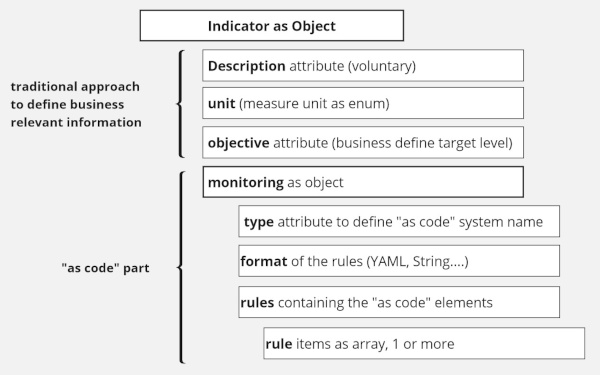 Indicator as Object
traditional approach
to define business
relevant information
Description attribute (voluntary)
unit (measure unit as enum)
objective attribute (business define target level)
"as code" part
monitoring as object
type attribute to define "as code" system name
format of the rules (YAML, String....)
rules containing the "as code" elements
rule items as array, 1 or more